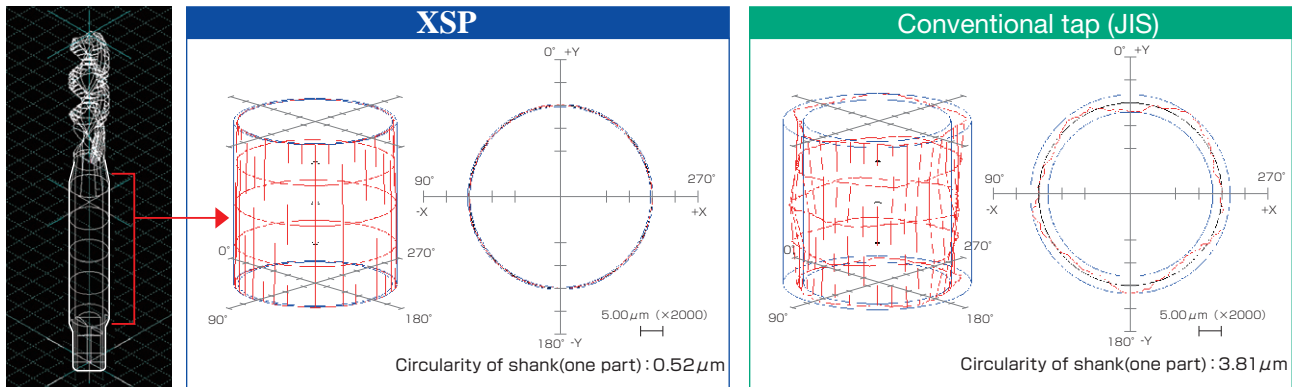 XSP
90°
0°
270°
180°
0° +Y
90°
-X
270°
+X
180° -Y
5.00μm (×2000)
Circularity of shank(one part) : 0.52μm
Conventional tap (JIS)
90°
0°
270°
180°
0° +Y
90°
-X
270°
+X
180° -Y
5.00μm (×2000)
Circularity of shank(one part) : 3.81μm